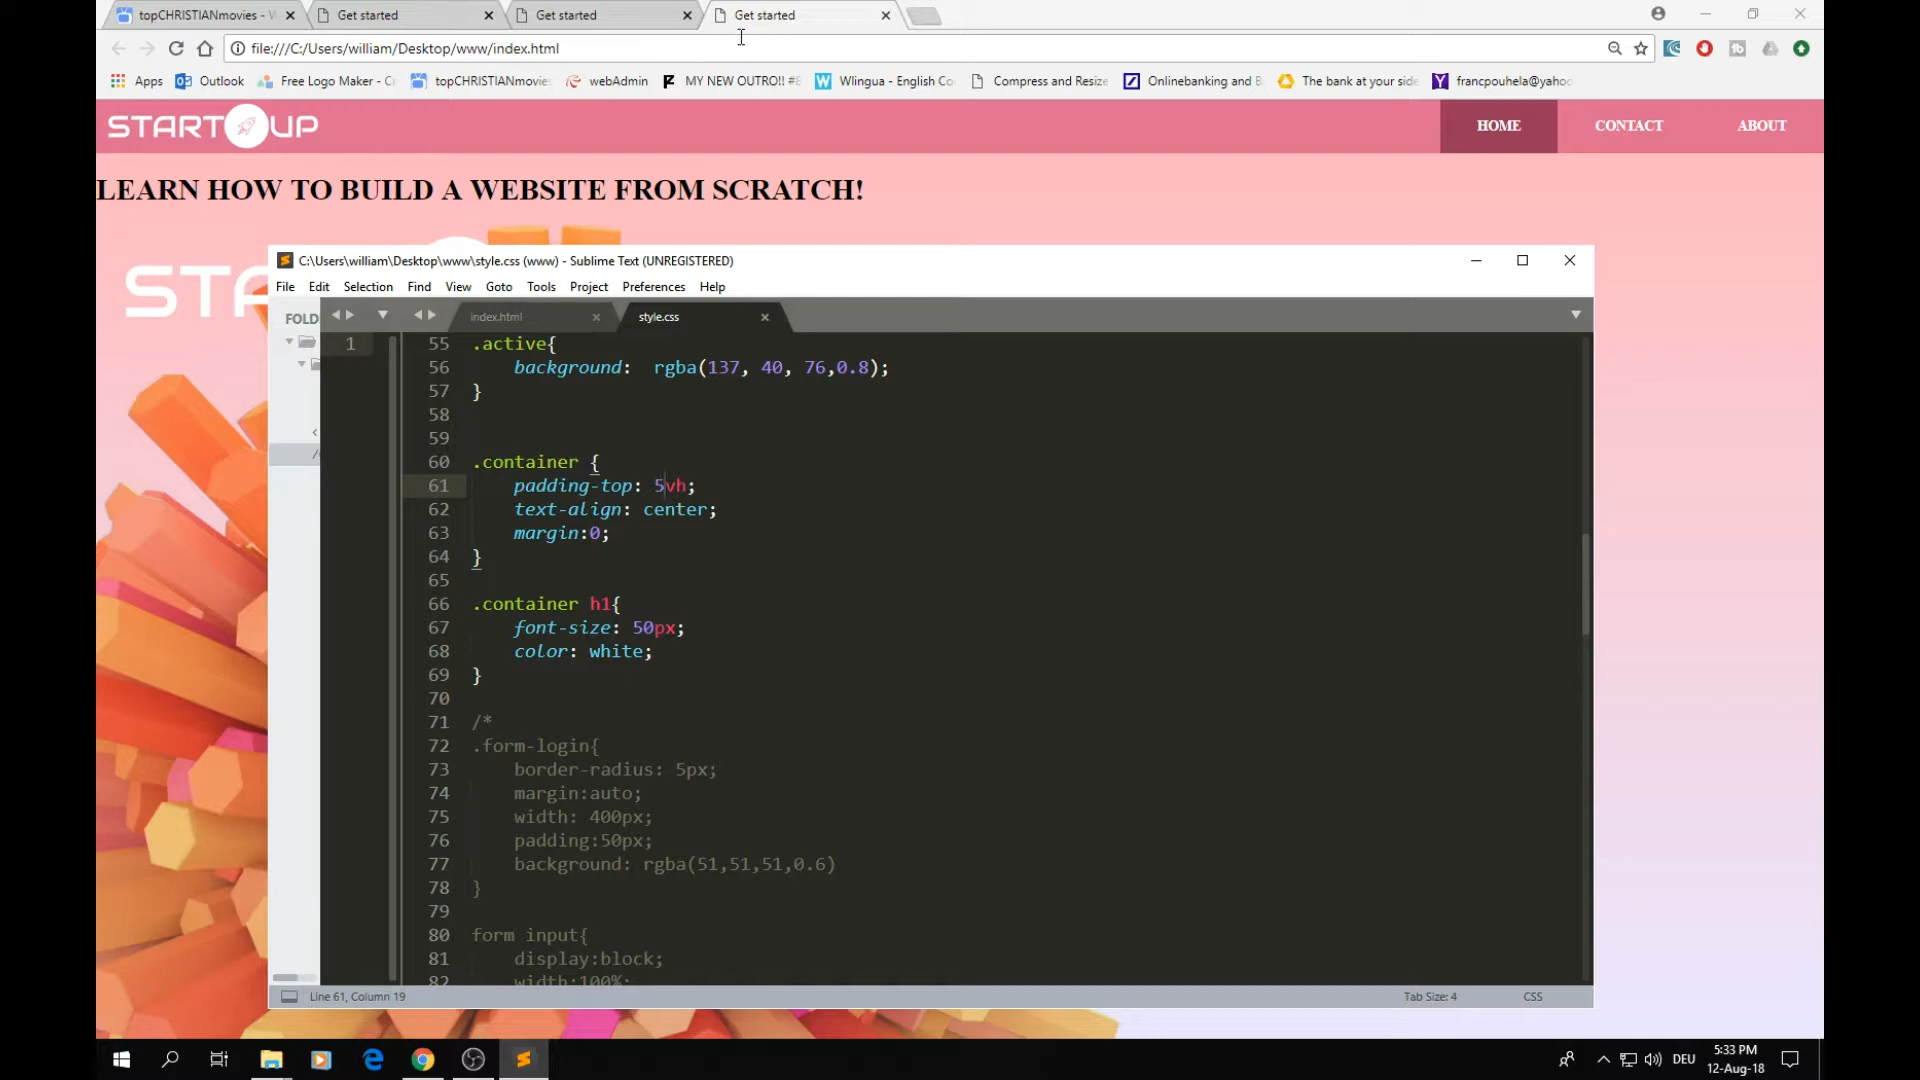 topCHRISTIANmovies - V
Get started
Get started
Get started
file:///C:/Users/william/Desktop/www/index.html
Apps
Outlook
Free Logo Maker - Cr
topCHRISTIANmovies
webAdmin
MY NEW OUTRO!! #8
Wlingua - English Co
Compress and Resize
Onlinebanking and B
The bank at your side
francpouhela@yahoo
START UP
HOME
CONTACT
ABOUT
LEARN HOW TO BUILD A WEBSITE FROM SCRATCH!
STA
C:\Users\william\Desktop\www\style.css (www) - Sublime Text (UNREGISTERED)
File Edit Selection Find View Goto Tools Project Preferences Help
FOLD
index.html
style.css
1
55 .active{
56 background: rgba(137, 40, 76,0.8);
57 }
58
59
60 .container {
61 padding-top: 5vh;
62 text-align: center;
63 margin:0;
64 }
65
66 .container h1{
67 font-size: 50px;
68 color: white;
69 }
70
71 /*
72 .form-login{
73 border-radius: 5px;
74 margin:auto;
75 width: 400px;
76 padding:50px;
77 background: rgba(51,51,51,0.6)
78 }
79
80 form input{
81 display:block;
82 width:100%;
Line 61, Column 19
Tab Size: 4
CSS
DEU
5:33 PM
12-Aug-18